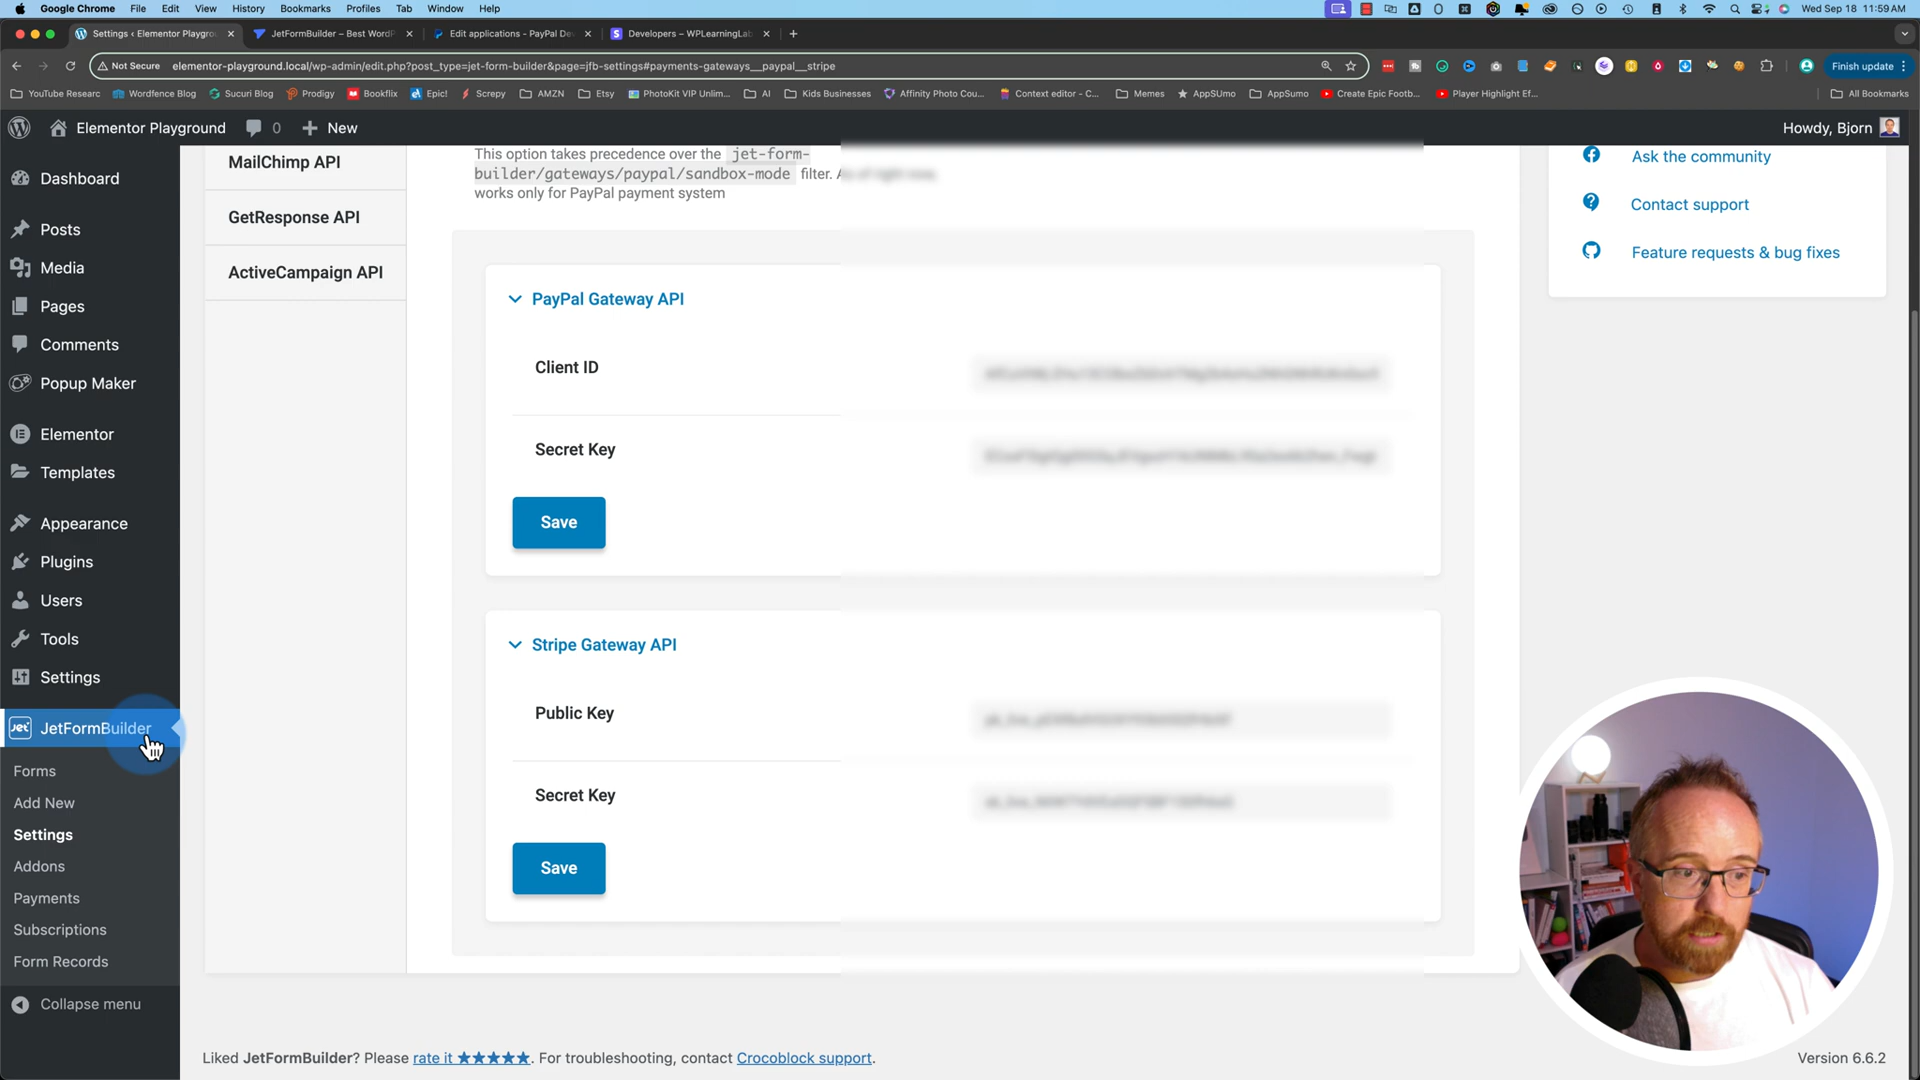 Google Chrome File Edit View History Bookmarks Profiles Tab Window Help Wed Sep 18 11:59 AM
Settings ‹ Elementor Playgrou JetFormBuilder – Best WordP Edit applications - PayPal De Developers – WPLearningLab
Not Secure elementor-playground.local/wp-admin/edit.php?post_type=jet-form-builder&page=jfb-settings#payments-gateways__paypal__stripe Finish update
YouTube Researc Wordfence Blog Sucuri Blog Prodigy Bookflix Epic! Screpy AMZN Etsy PhotoKit VIP Unlim... AI Kids Businesses Affinity Photo Cou... Context editor - C... Memes AppSUmo AppSumo Create Epic Footb... Player Highlight Ef... All Bookmarks
Elementor Playground 0 New Howdy, Bjorn
Dashboard
Posts
Media
Pages
Comments
Popup Maker
Elementor
Templates
Appearance
Plugins
Users
Tools
Settings
JetFormBuilder
Forms
Add New
Settings
Addons
Payments
Subscriptions
Form Records
Collapse menu
MailChimp API
GetResponse API
ActiveCampaign API
This option takes precedence over the jet-form-
builder/gateways/paypal/sandbox-mode filter. As of right now,
works only for PayPal payment system
PayPal Gateway API
Client ID
Secret Key
Save
Stripe Gateway API
Public Key
Secret Key
Save
Ask the community
Contact support
Feature requests & bug fixes
Liked JetFormBuilder? Please rate it ★★★★★. For troubleshooting, contact Crocoblock support.
Version 6.6.2